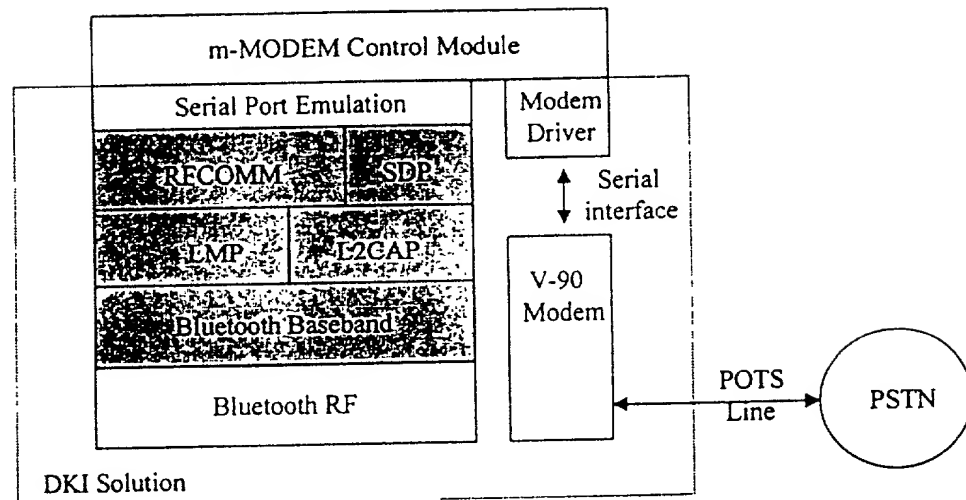 m-MODEM Control Module
Serial Port Emulation
Modem
Driver
RFCOMM
SDP
Serial
interface
LMP
L2CAP
V-90
Modem
Bluetooth Baseband
Bluetooth RF
POTS
Line
PSTN
DKI Solution